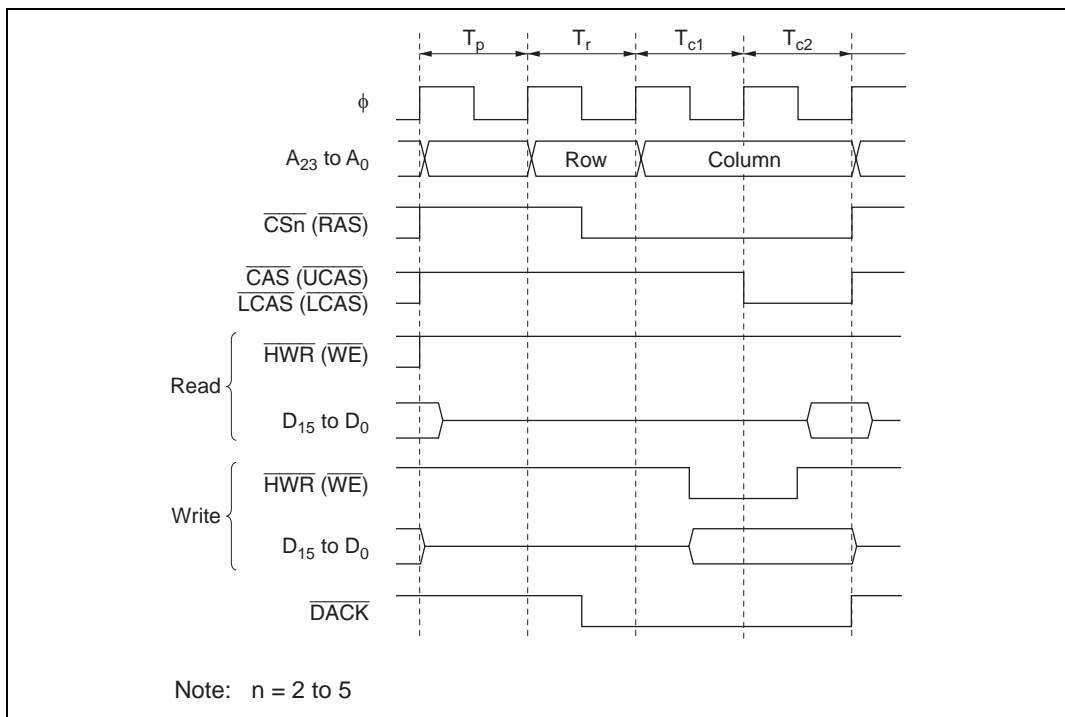 Tp Tr Tc1 Tc2
ϕ
A23 to A0 Row Column
CSn (RAS)
CAS (UCAS)
LCAS (LCAS)
Read
HWR (WE)
D15 to D0
Write
HWR (WE)
D15 to D0
DACK
Note: n = 2 to 5